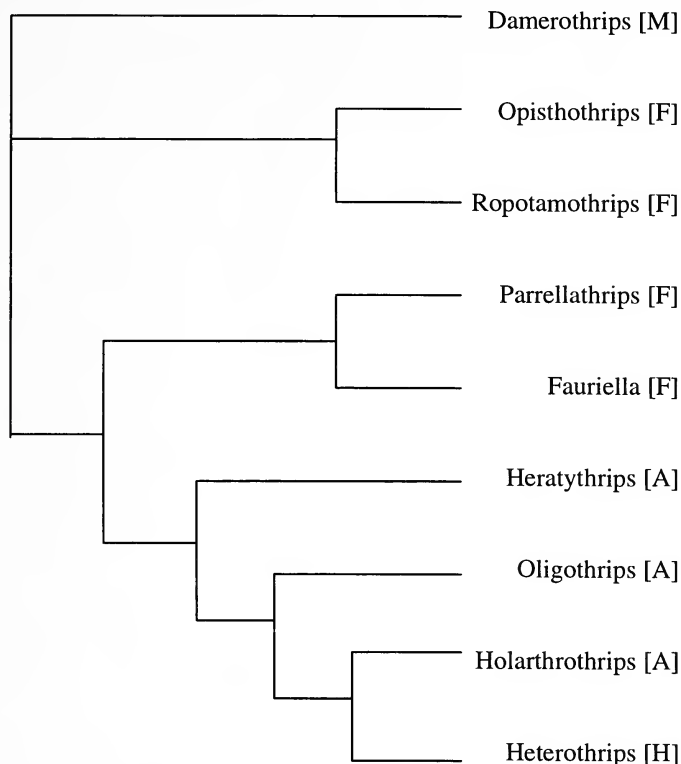 Damerothrips [M]
Opisthothrips [F]
Ropotamothrips [F]
Parrellathrips [F]
Fauriella [F]
Heratythrips [A]
Oligothrips [A]
Holarthrothrips [A]
Heterothrips [H]